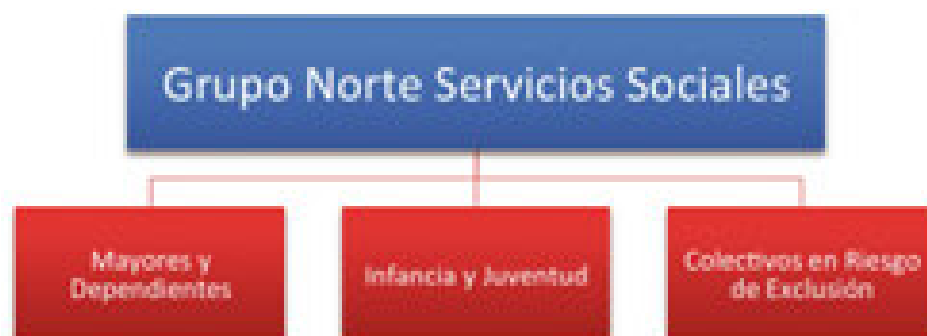 Grupo Norte Servicios Sociales
Mayores y
Dependientes
Infancia y Juventud
Colectivos en Riesgo
de Exclusión